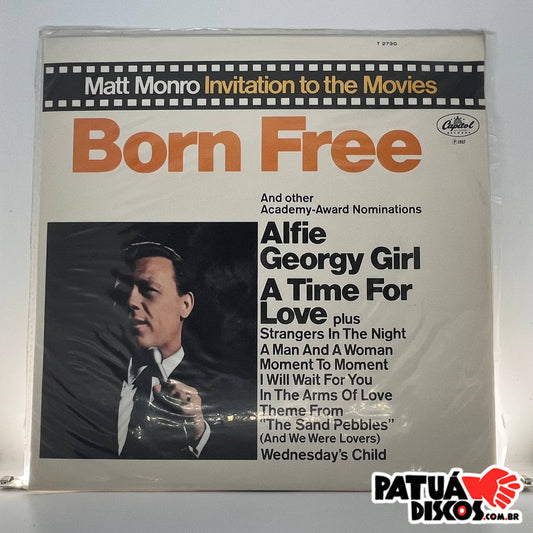 T 2730
Matt Monro Invitation to the Movies
Born Free
Capitol
RECORDS
And other
Academy-Award Nominations
Alfie
Georgy Girl
A Time For
Love plus
Strangers In The Night
A Man And A Woman
Moment To Moment
I Will Wait For You
In The Arms Of Love
Theme From
"The Sand Pebbles"
(And We Were Lovers)
Wednesday's Child
PATUÁ
DISCOS.COM.BR